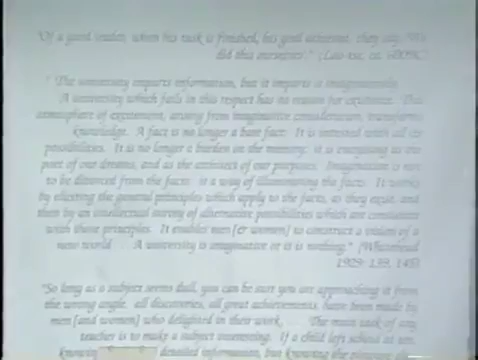 "Of a good leader, when his task is finished, his goal attained, they say, "We
did this ourselves." (Lao-tse, ca. 600BC
"The university imparts information, but it imparts it imaginatively
A university which fails in this respect has no reason for existence. This
atmosphere of excitement, arising from imaginative consideration, transforms
knowledge. A fact is no longer a bare fact: It is invested with all its
possibilities. It is no longer a burden on the memory: it is energising as the
poet of our dreams, and as the architect of our purposes. Imagination is not
to be divorced from the facts: it is a way of illuminating the facts. It works
by eliciting the general principles which apply to the facts, as they exist, and
then by an intellectual survey of alternative possibilities which are consistent
with those principles. It enables men [& women] to construct a vision of a
new world ... A university is imaginative or it is nothing." (Whitehead
1929: 139, 145)
"So long as a subject seems dull, you can be sure you are approaching it from
the wrong angle. all discoveries, all great achievements, have been made by
men [and women] who delighted in their work. ... The main task of any
teacher is to make a subject interesting. If a child left school at ten,
knowing detailed information, but knowing the pleasure